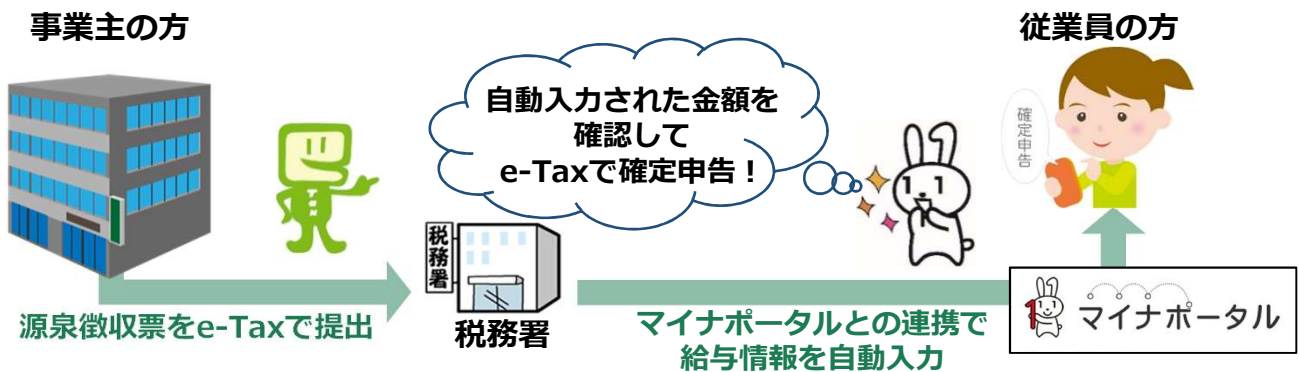 事業主の方
従業員の方
自動入力された金額を
確認して
e-Taxで確定申告！
確定申告
税務署
税務署
源泉徴収票をe-Taxで提出
マイナポータルとの連携で
給与情報を自動入力
マイナポータル